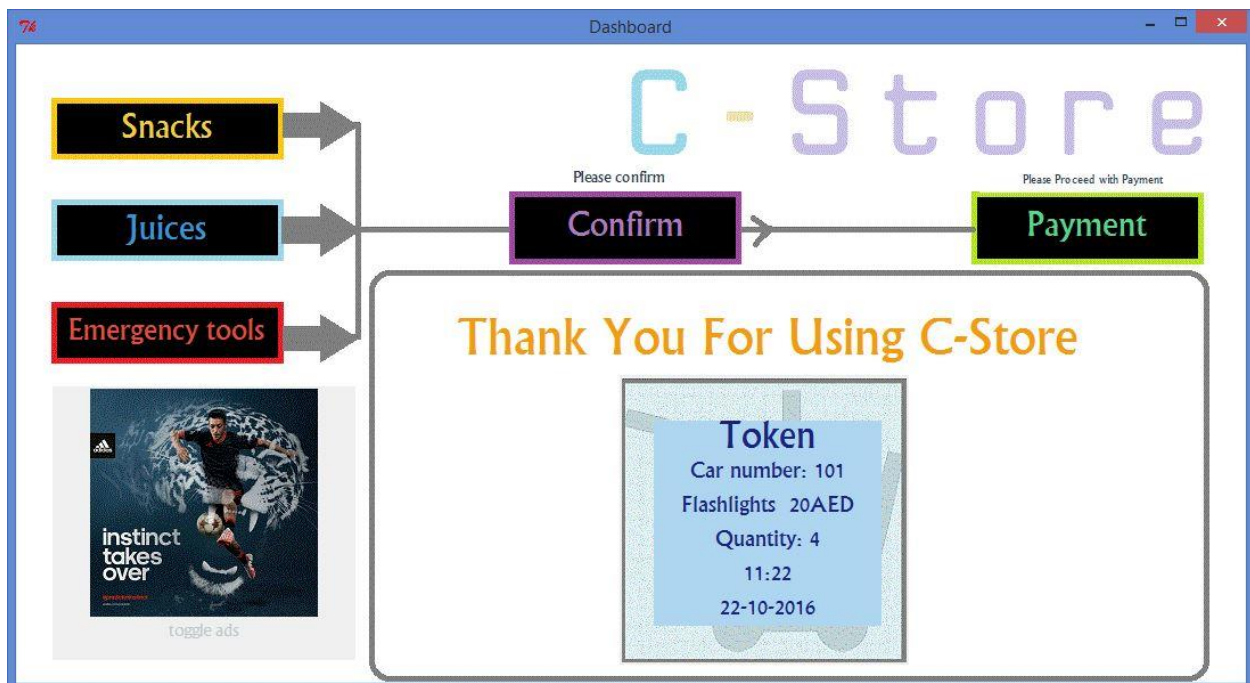 Dashboard
C-Store
Snacks
Juices
Emergency tools
Please confirm
Confirm
Please Proceed with Payment
Payment
Thank You For Using C-Store
Token
Car number: 101
Flashlights 20AED
Quantity: 4
11:22
22-10-2016
adidas
instinct
takes
over
toggle ads